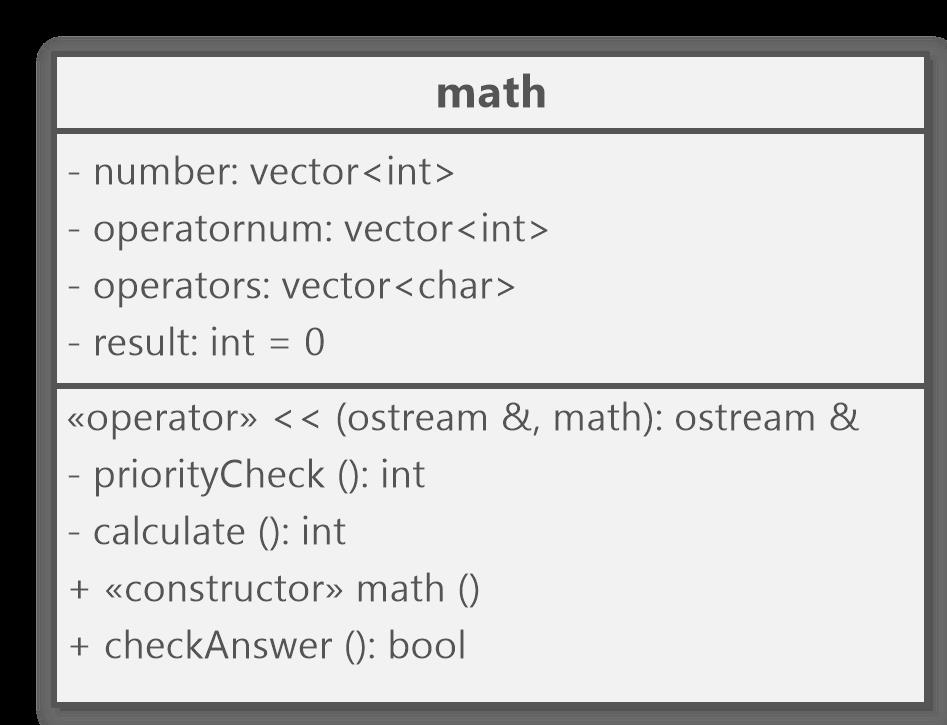 math
- number: vector<int>
- operatornum: vector<int>
- operators: vector<char>
- result: int = 0
«operator» << (ostream &, math): ostream &
- priorityCheck (): int
- calculate (): int
+ «constructor» math ()
+ checkAnswer (): bool